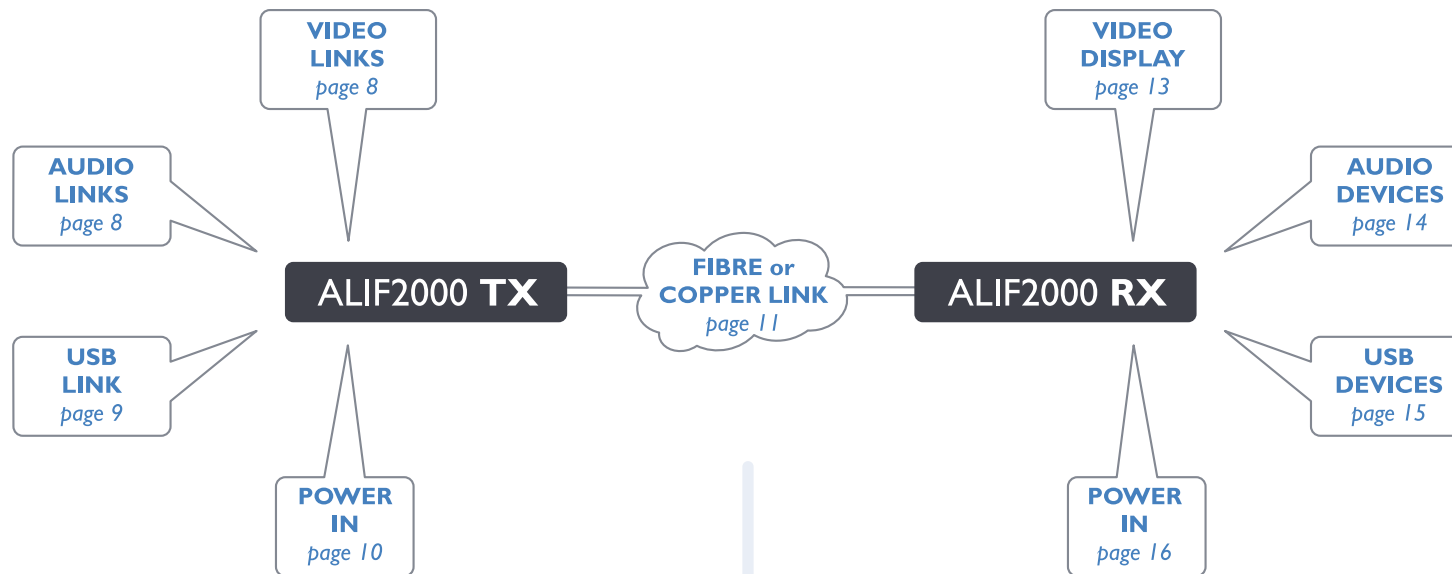 VIDEO
LINKS
page 8
VIDEO
DISPLAY
page 13
AUDIO
LINKS
page 8
AUDIO
DEVICES
page 14
ALIF2000 TX
FIBRE or
COPPER LINK
page 11
ALIF2000 RX
USB
LINK
page 9
USB
DEVICES
page 15
POWER
IN
page 10
POWER
IN
page 16